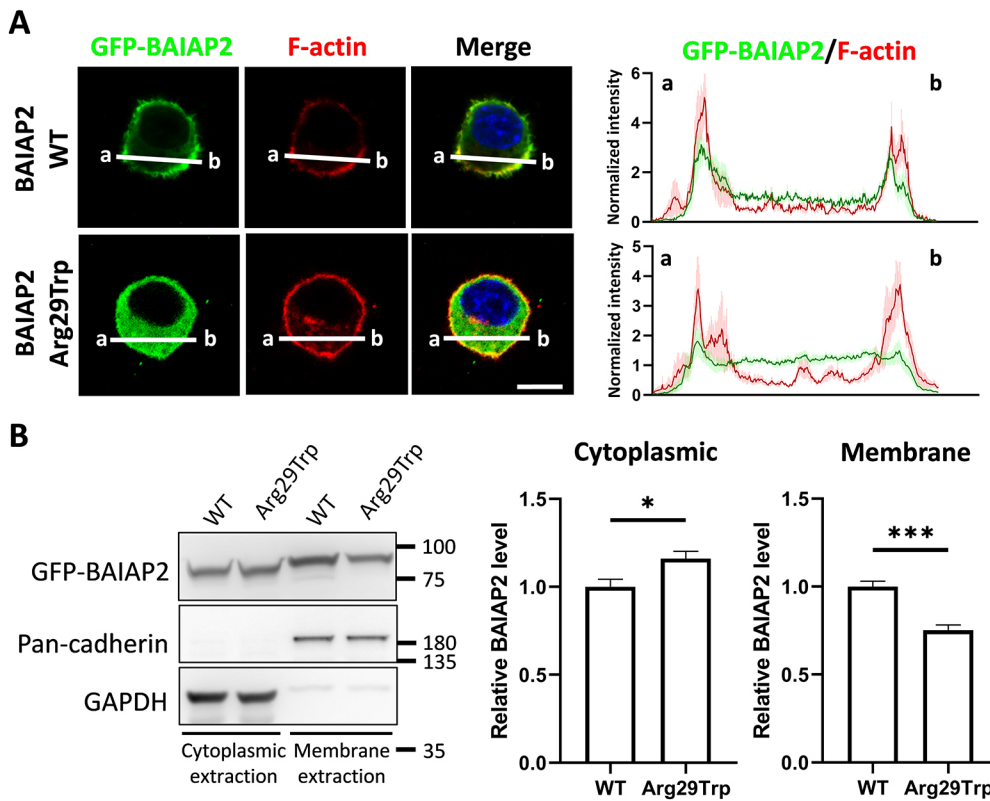 A
GFP-BAIAP2
F-actin
Merge
GFP-BAIAP2/F-actin
BAIAP2
WT
a
b
a
b
a
b
Normalized intensity
6
4
2
0
a
b
BAIAP2
Arg29Trp
a
b
a
b
a
b
Normalized intensity
5
4
3
2
1
0
a
b
B
WT
Arg29Trp
WT
Arg29Trp
GFP-BAIAP2
100
75
Pan-cadherin
180
135
GAPDH
35
Cytoplasmic
extraction
Membrane
extraction
Cytoplasmic
Relative BAIAP2 level
1.5
1.0
0.5
0.0
*
WT
Arg29Trp
Membrane
Relative BAIAP2 level
1.5
1.0
0.5
0.0
***
WT
Arg29Trp